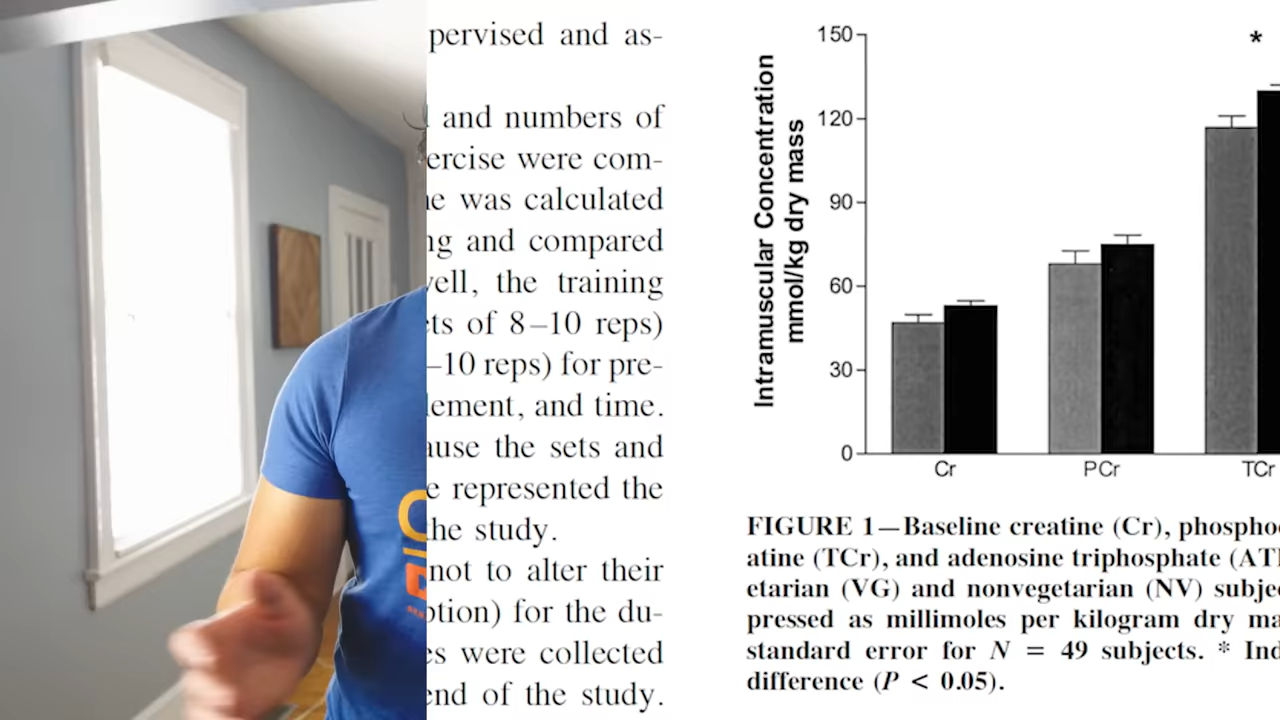 pervised and as-
and numbers of
ercise were com-
e was calculated
ng and compared
ell, the training
ts of 8–10 reps)
–10 reps) for pre-
lement, and time.
ause the sets and
e represented the
he study.
not to alter their
ption) for the du-
es were collected
end of the study.
Intramuscular Concentration
mmol/kg dry mass
150
120
90
60
30
0
*
Cr
PCr
TCr
FIGURE 1—Baseline creatine (Cr), phospho
atine (TCr), and adenosine triphosphate (AT
etarian (VG) and nonvegetarian (NV) subje
pressed as millimoles per kilogram dry ma
standard error for N = 49 subjects. * Ind
difference (P < 0.05).